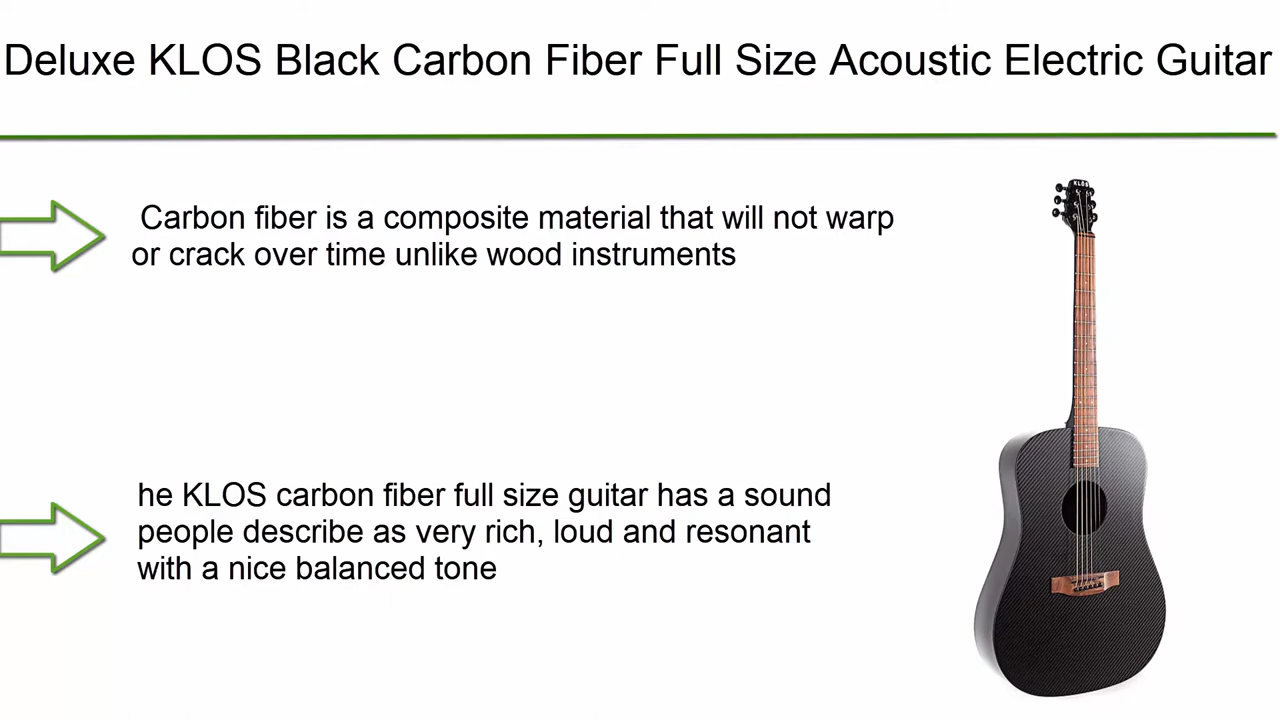 Deluxe KLOS Black Carbon Fiber Full Size Acoustic Electric Guitar
Carbon fiber is a composite material that will not warp
or crack over time unlike wood instruments
he KLOS carbon fiber full size guitar has a sound
people describe as very rich, loud and resonant
with a nice balanced tone
KLOS